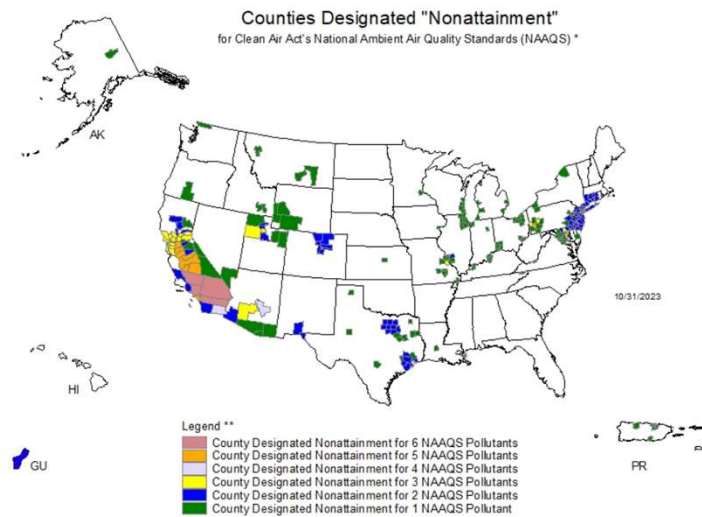 Counties Designated "Nonattainment"
for Clean Air Act's National Ambient Air Quality Standards (NAAQS) *
AK
10/31/2023
HI
GU
PR
Legend **
County Designated Nonattainment for 6 NAAQS Pollutants
County Designated Nonattainment for 5 NAAQS Pollutants
County Designated Nonattainment for 4 NAAQS Pollutants
County Designated Nonattainment for 3 NAAQS Pollutants
County Designated Nonattainment for 2 NAAQS Pollutants
County Designated Nonattainment for 1 NAAQS Pollutant